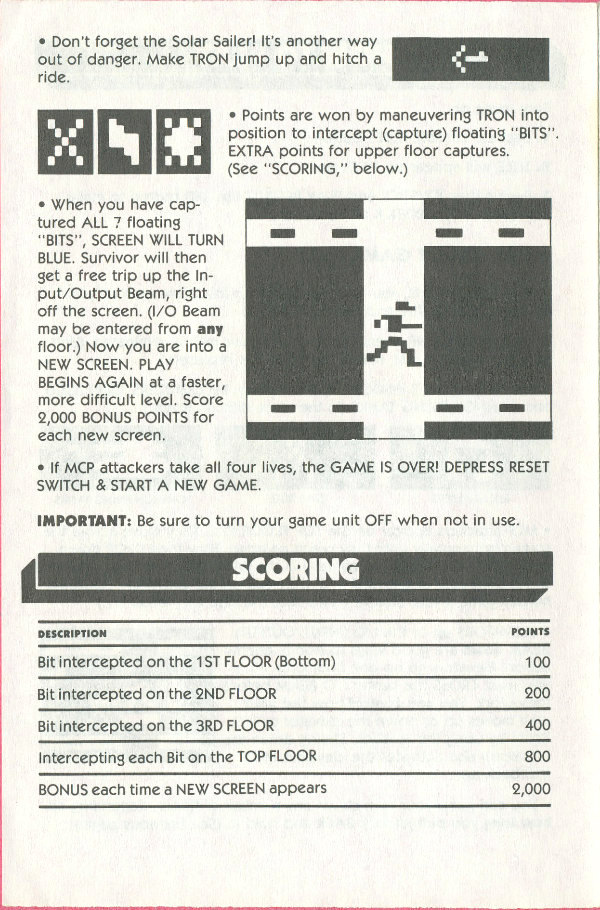 • Don't forget the Solar Sailer! It's another way
out of danger. Make TRON jump up and hitch a
ride.
• Points are won by maneuvering TRON into
position to intercept (capture) floating "BITS".
EXTRA points for upper floor captures.
(See "SCORING," below.)
• When you have cap-
tured ALL 7 floating
"BITS", SCREEN WILL TURN
BLUE. Survivor will then
get a free trip up the In-
put/Output Beam, right
off the screen. (I/O Beam
may be entered from any
floor.) Now you are into a
NEW SCREEN. PLAY
BEGINS AGAIN at a faster,
more difficult level. Score
2,000 BONUS POINTS for
each new screen.
• If MCP attackers take all four lives, the GAME IS OVER! DEPRESS RESET
SWITCH & START A NEW GAME.
IMPORTANT: Be sure to turn your game unit OFF when not in use.
SCORING
DESCRIPTION POINTS
Bit intercepted on the 1ST FLOOR (Bottom) 100
Bit intercepted on the 2ND FLOOR 200
Bit intercepted on the 3RD FLOOR 400
Intercepting each Bit on the TOP FLOOR 800
BONUS each time a NEW SCREEN appears 2,000